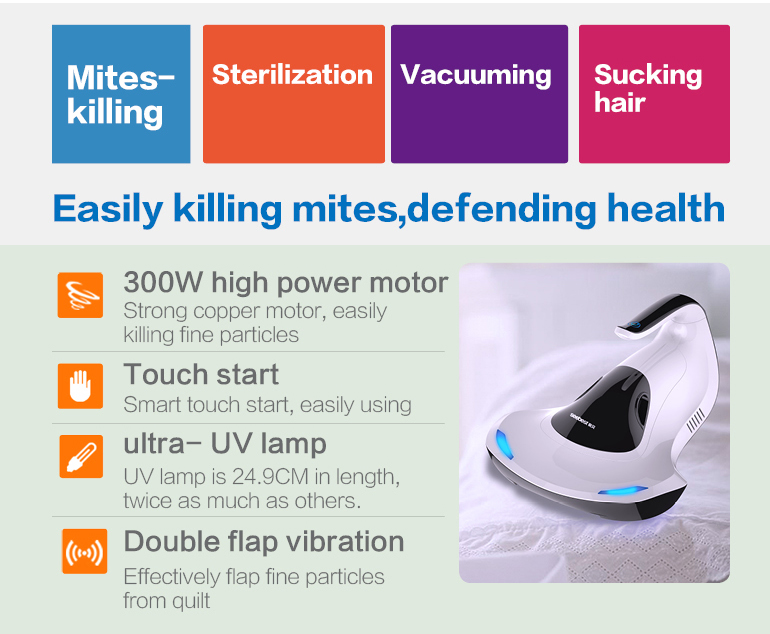 Mites-
killing
Sterilization
Vacuuming
Sucking
hair
Easily killing mites,defending health
300W high power motor
Strong copper motor, easily
killing fine particles
Touch start
Smart touch start, easily using
ultra- UV lamp
UV lamp is 24.9CM in length,
twice as much as others.
Double flap vibration
Effectively flap fine particles
from quilt